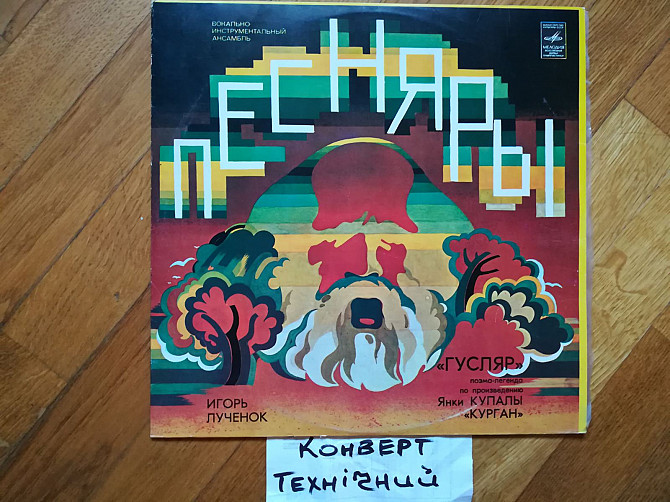 ВОКАЛЬНО
ИНСТРУМЕНТАЛЬНЫЙ
АНСАМБЛЬ
ПЕСНЯРЫ
МЕЛОДИЯ
«ГУСЛЯР»
поэма-легенда
по произведению
Янки КУПАЛЫ
«КУРГАН»
ИГОРЬ
ЛУЧЕНОК
КОНВЕРТ
ТЕХНІЧНИЙ